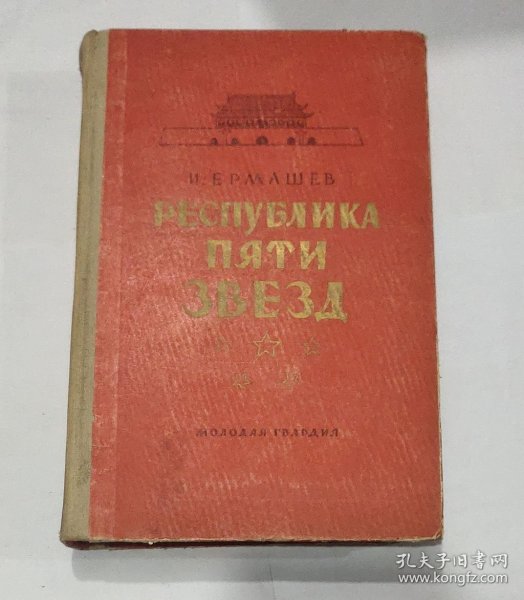 И. ЕРМАШЕВ
РЕСПУБЛИКА
ПЯТИ
ЗВЕЗД
МОЛОДАЯ ГВАРДИЯ
孔夫子旧书网
www.kongfz.com